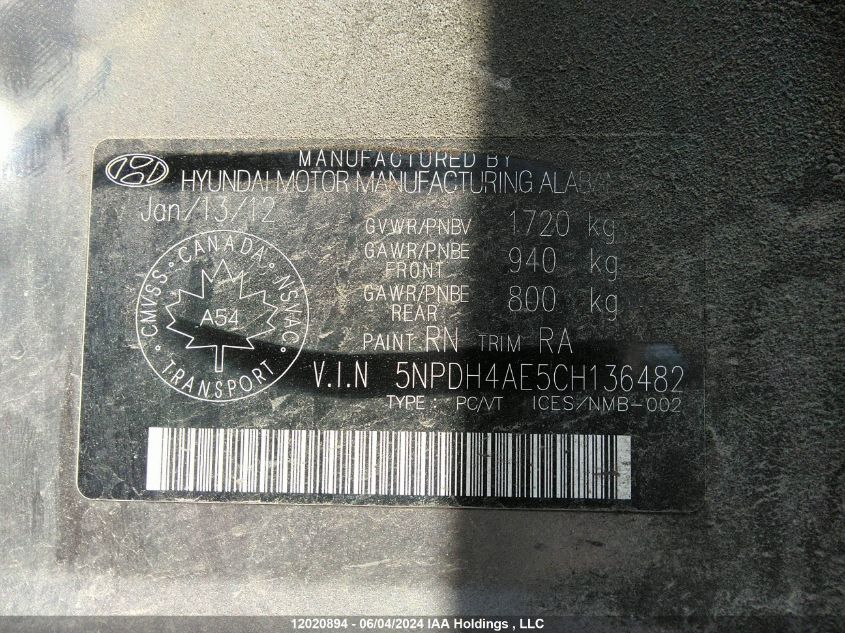 MANUFACTURED BY
HYUNDAI MOTOR MANUFACTURING
Jan/13/12
GVWR/PNBV 1720 kg
GAWR/PNBE FRONT 940 kg
GAWR/PNBE REAR 800 kg
CMVSS • CANADA • NSVAC • TRANSPORT •
A54
PAINT RN TRIM RA
V.I.N 5NPDH4AE5CH136482
TYPE: PC/VT ICES/NMB-002
12020894 - 06/04/2024 IAA Holdings , LLC